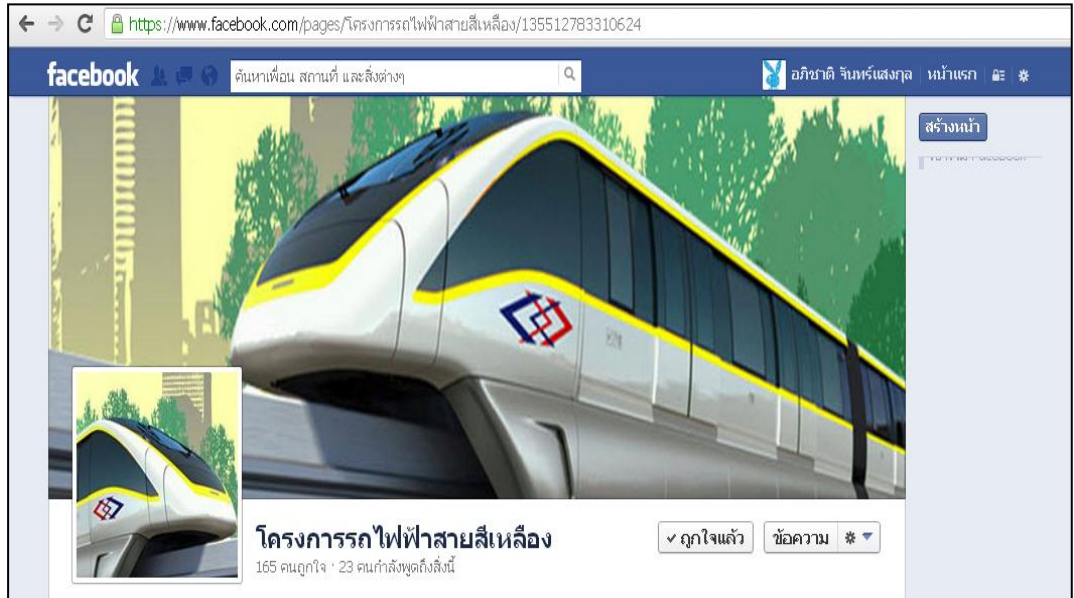 https://www.facebook.com/pages/โครงการรถไฟฟ้าสายสีเหลือง/135512783310624
facebook ค้นหาเพื่อน สถานที่ และสิ่งต่างๆ อภิชาติ จันทร์แสงกุล หน้าแรก
สร้างหน้า
โครงการรถไฟฟ้าสายสีเหลือง ✓ ถูกใจแล้ว ข้อความ
165 คนถูกใจ · 23 คนกำลังพูดถึงสิ่งนี้